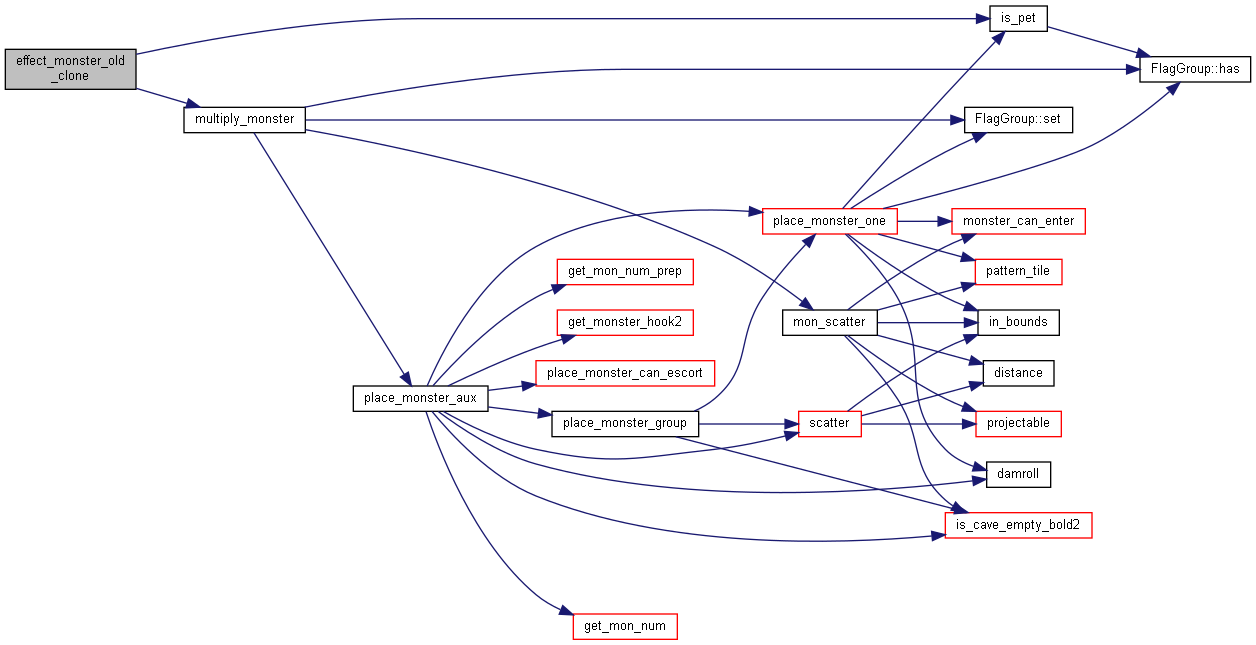 is_pet
effect_monster_old
_clone
FlagGroup::has
multiply_monster
FlagGroup::set
place_monster_one
monster_can_enter
get_mon_num_prep
pattern_tile
get_monster_hook2
mon_scatter
in_bounds
place_monster_can_escort
distance
place_monster_aux
place_monster_group
scatter
projectable
damroll
is_cave_empty_bold2
get_mon_num